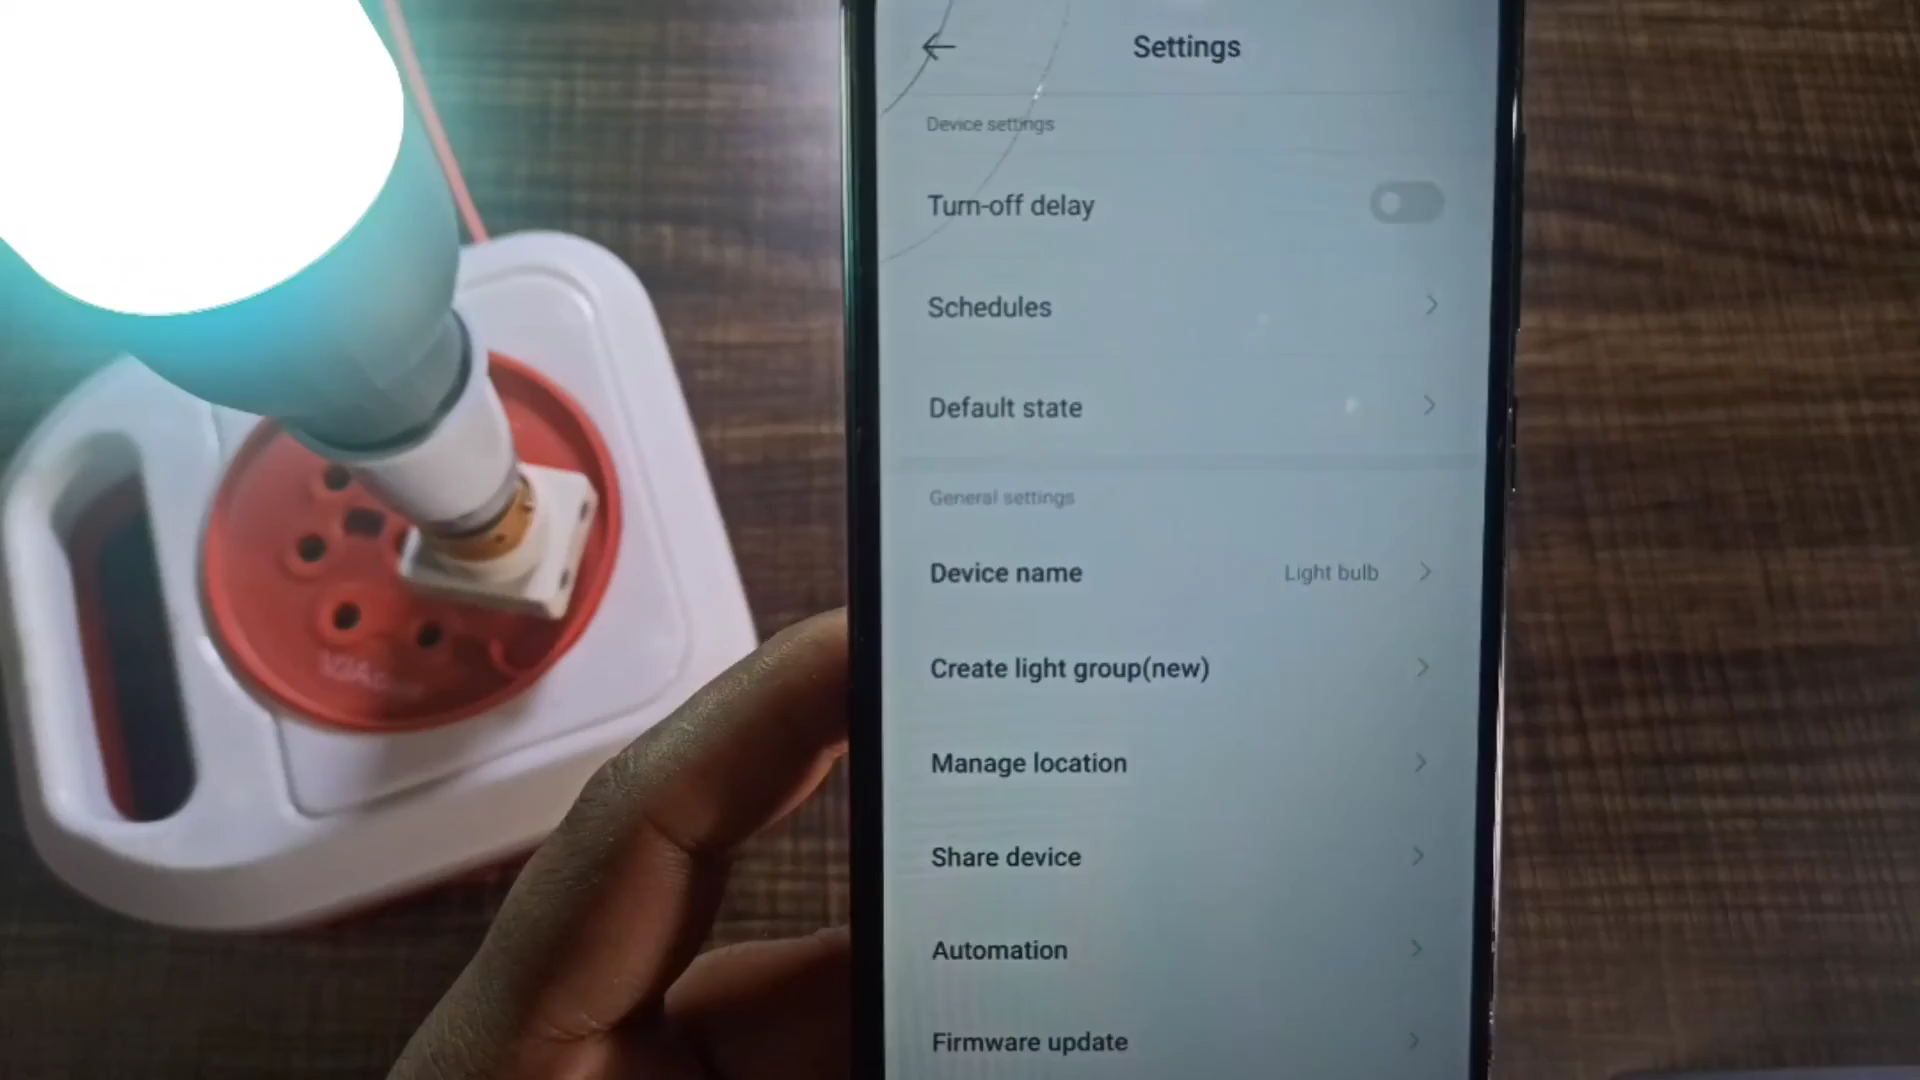 Settings
Device settings
Turn-off delay
Schedules
Default state
General settings
Device name Light bulb
Create light group(new)
Manage location
Share device
Automation
Firmware update